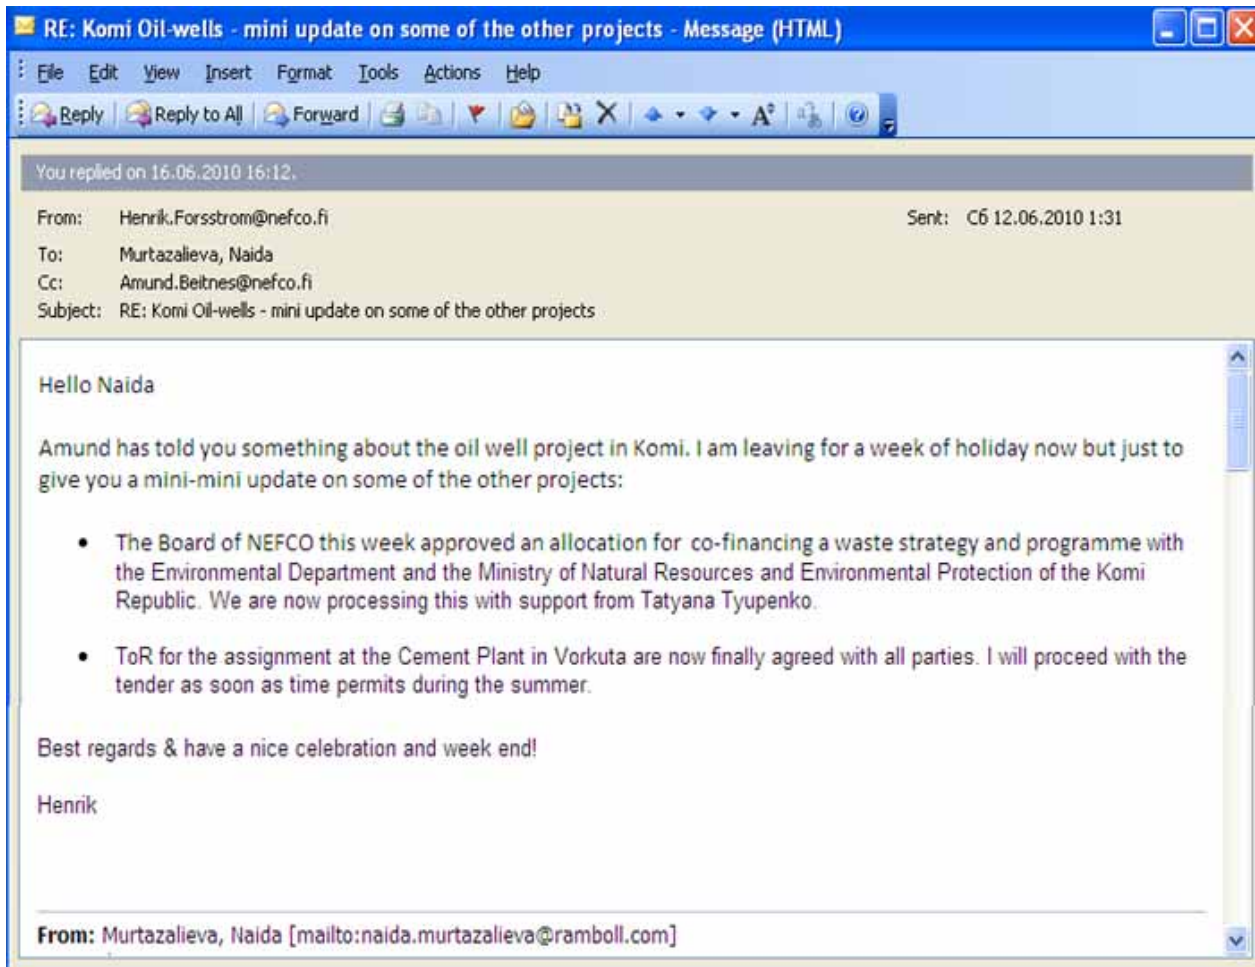 RE: Komi Oil-wells - mini update on some of the other projects - Message (HTML)
File Edit View Insert Format Tools Actions Help
Reply Reply to All Forward
You replied on 16.06.2010 16:12.
From: Henrik.Forsstrom@nefco.fi Sent: Сб 12.06.2010 1:31
To: Murtazalieva, Naida
Cc: Amund.Beitnes@nefco.fi
Subject: RE: Komi Oil-wells - mini update on some of the other projects
Hello Naida
Amund has told you something about the oil well project in Komi. I am leaving for a week of holiday now but just to
give you a mini-mini update on some of the other projects:
• The Board of NEFCO this week approved an allocation for co-financing a waste strategy and programme with
the Environmental Department and the Ministry of Natural Resources and Environmental Protection of the Komi
Republic. We are now processing this with support from Tatyana Tyupenko.
• ToR for the assignment at the Cement Plant in Vorkuta are now finally agreed with all parties. I will proceed with the
tender as soon as time permits during the summer.
Best regards & have a nice celebration and week end!
Henrik
From: Murtazalieva, Naida [mailto:naida.murtazalieva@ramboll.com]